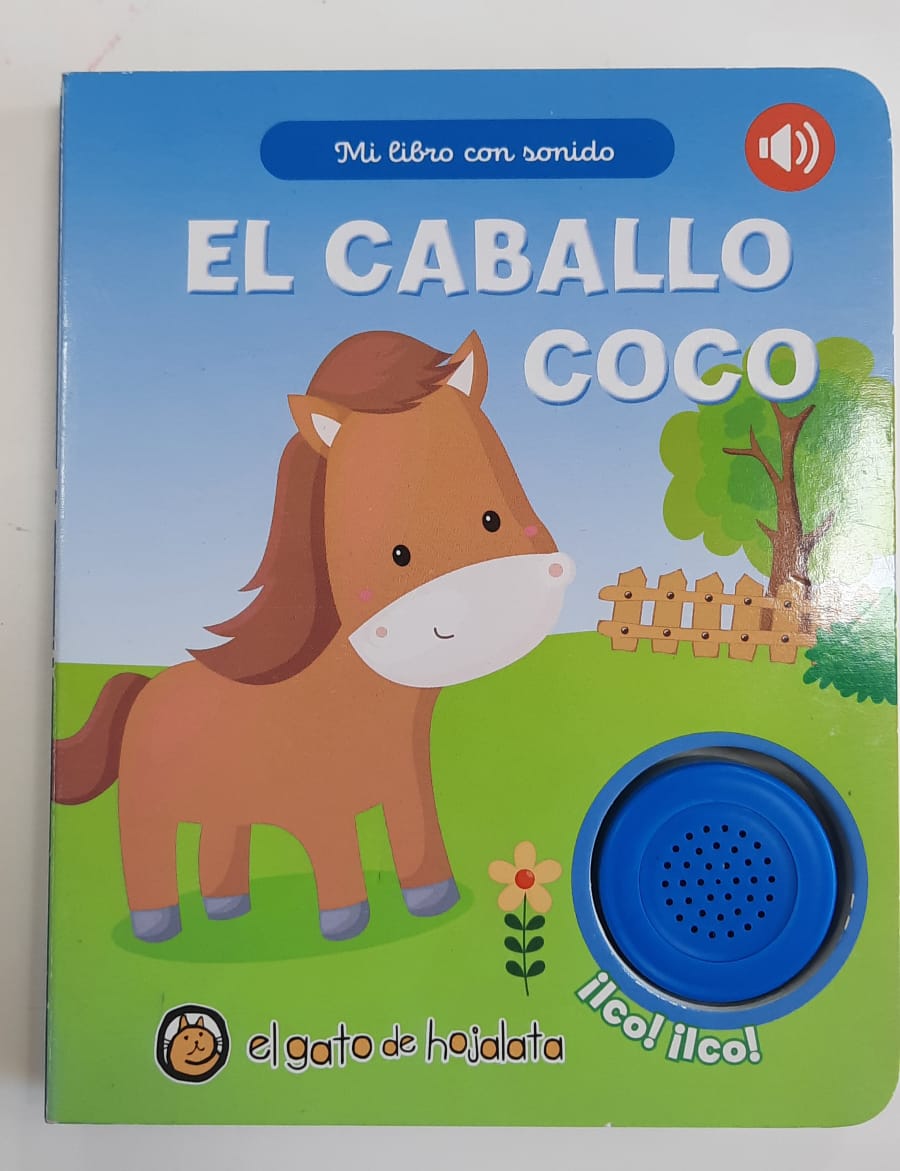 Mi libro con sonido
EL CABALLO
COCO
¡Ico! ¡Ico!
el gato de hojalata